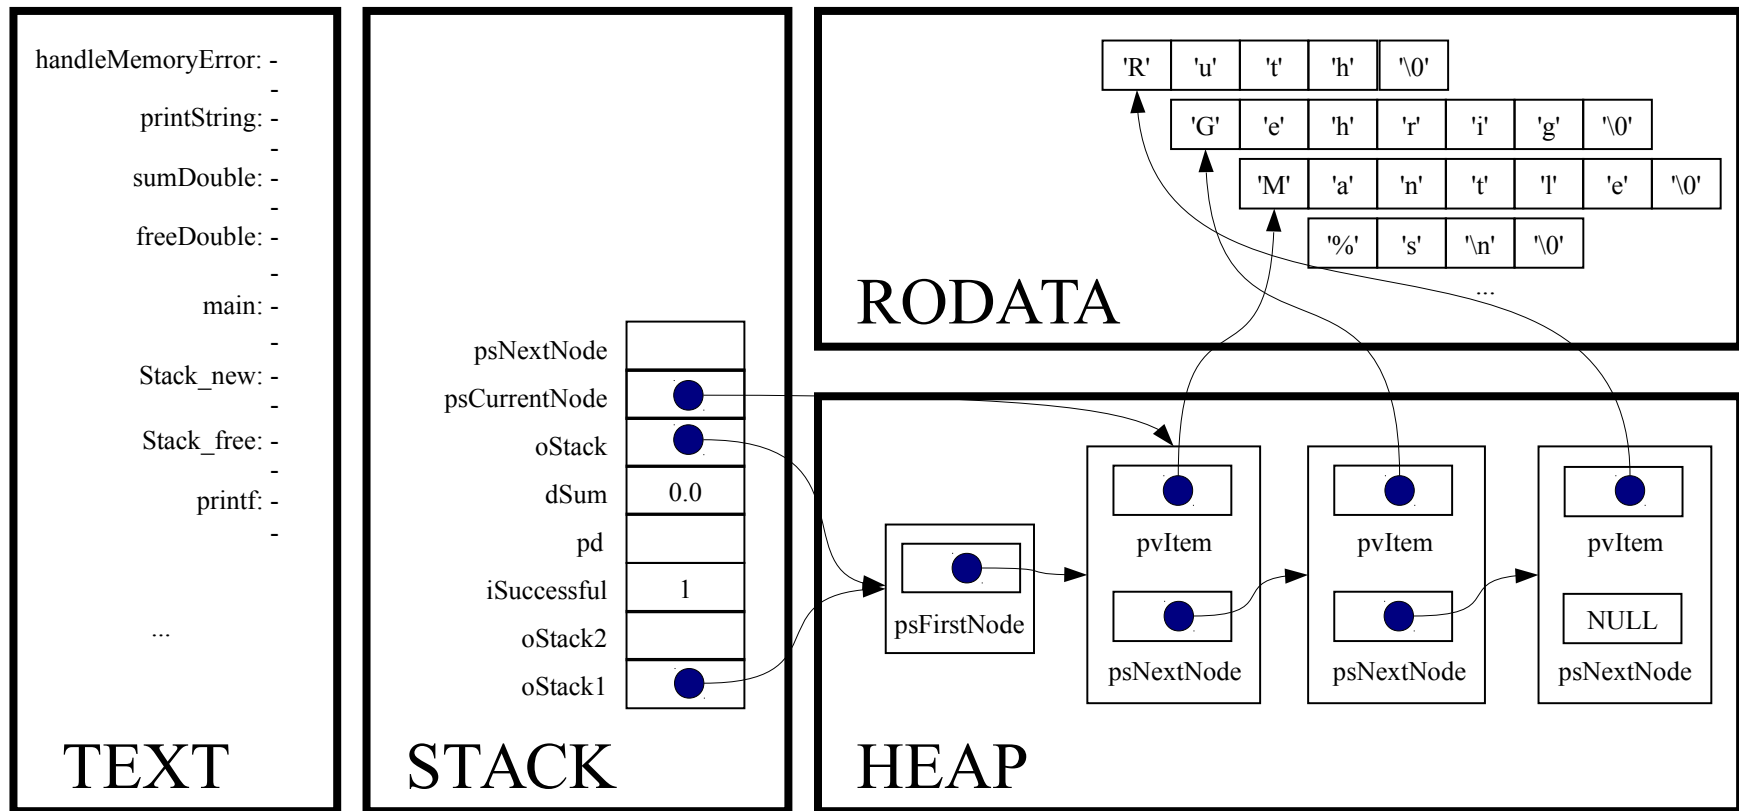 handleMemoryError: -
-
printString: -
-
sumDouble: -
-
freeDouble: -
-
main: -
-
Stack_new: -
-
Stack_free: -
-
printf: -
-
...
TEXT
psNextNode
psCurrentNode
oStack
dSum 0.0
pd
iSuccessful 1
oStack2
oStack1
STACK
'R' 'u' 't' 'h' '\0'
'G' 'e' 'h' 'r' 'i' 'g' '\0'
'M' 'a' 'n' 't' 'l' 'e' '\0'
'%' 's' '\n' '\0'
...
RODATA
psFirstNode
pvItem pvItem pvItem
NULL
psNextNode psNextNode psNextNode
HEAP